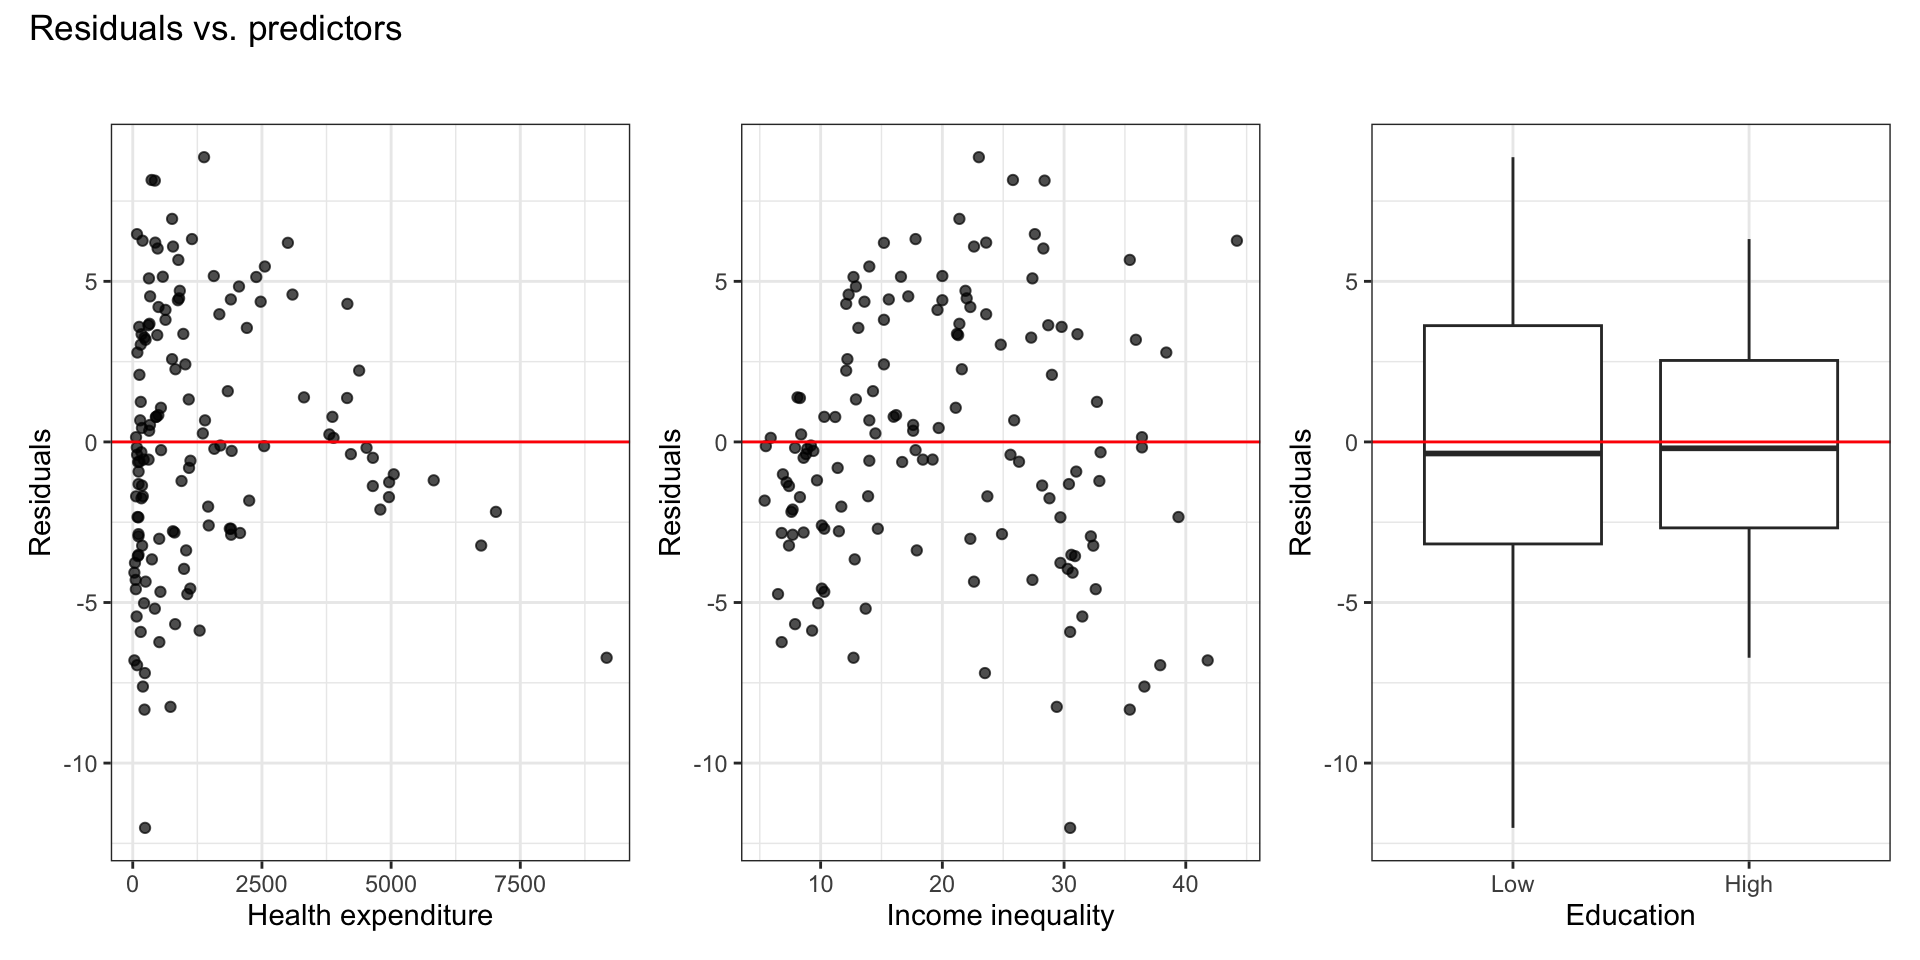 Residuals vs. predictors
Residuals
5
0
-5
-10
0 2500 5000 7500
Health expenditure
Residuals
5
0
-5
-10
10 20 30 40
Income inequality
Residuals
5
0
-5
-10
Low High
Education